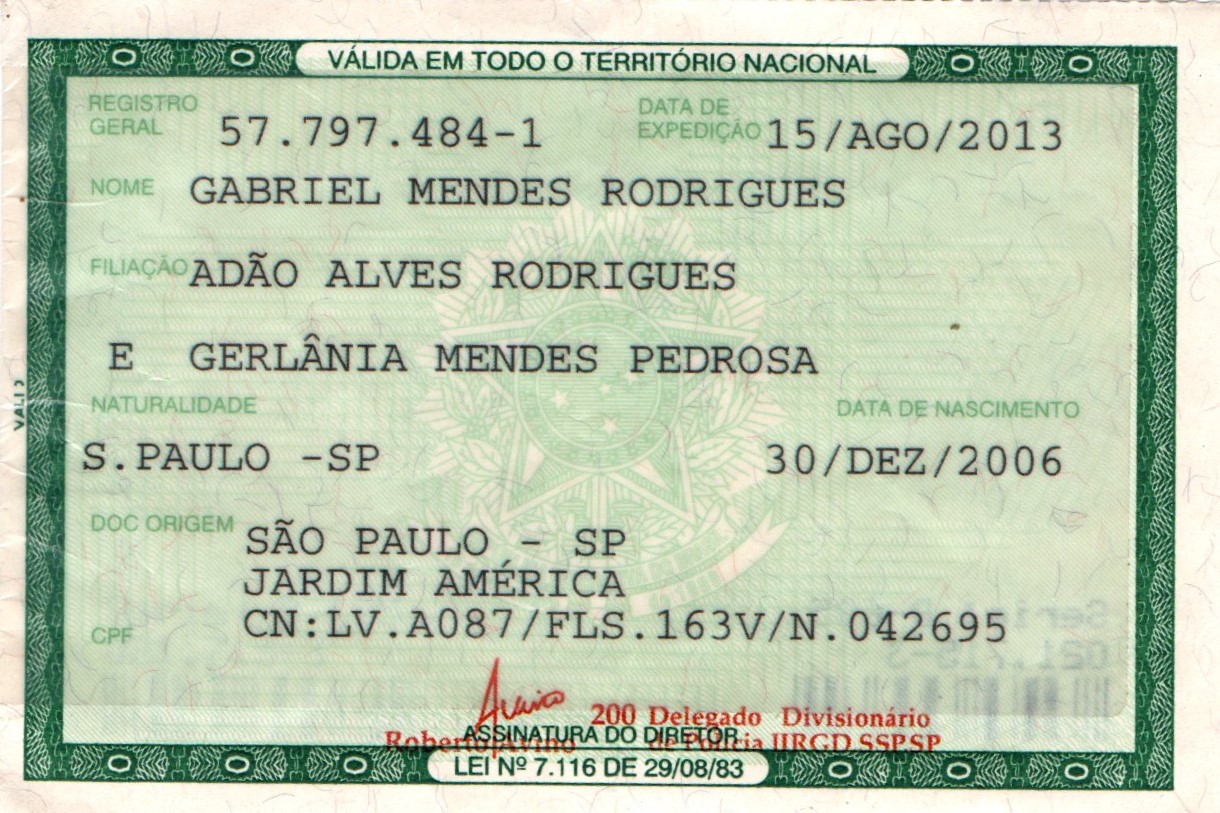 VÁLIDA EM TODO O TERRITÓRIO NACIONAL
REGISTRO GERAL 57.797.484-1 DATA DE EXPEDIÇÃO 15/AGO/2013
NOME GABRIEL MENDES RODRIGUES
FILIAÇÃO ADÃO ALVES RODRIGUES
E GERLÂNIA MENDES PEDROSA
NATURALIDADE DATA DE NASCIMENTO
S.PAULO -SP 30/DEZ/2006
DOC ORIGEM SÃO PAULO - SP
JARDIM AMÉRICA
CPF CN:LV.A087/FLS.163V/N.042695
200 Delegado Divisionário
ASSINATURA DO DIRETOR
Roberto Avino de Polícia IIRGD SSPSP
LEI Nº 7.116 DE 29/08/83